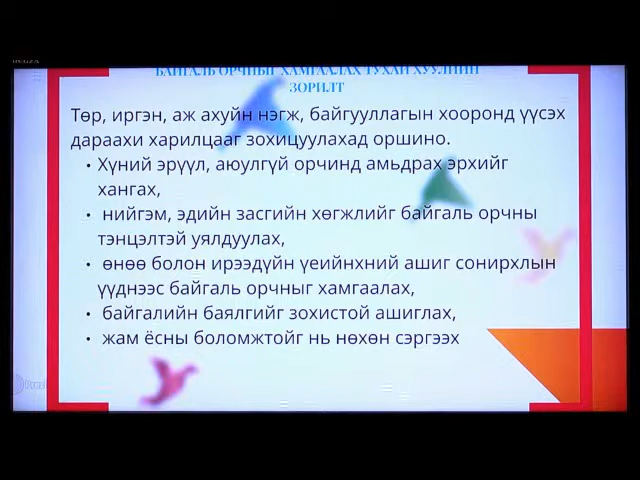 БАЙГАЛЬ ОРЧНЫГ ХАМГААЛАХ ТУХАЙ ХУУЛИЙН
ЗОРИЛТ
Төр, иргэн, аж ахуйн нэгж, байгууллагын хооронд үүсэх
дараахи харилцааг зохицуулахад оршино.
• Хүний эрүүл, аюулгүй орчинд амьдрах эрхийг
хангах,
• нийгэм, эдийн засгийн хөгжлийг байгаль орчны
тэнцэлтэй уялдуулах,
• өнөө болон ирээдүйн үеийнхний ашиг сонирхлын
үүднээс байгаль орчныг хамгаалах,
• байгалийн баялгийг зохистой ашиглах,
• жам ёсны боломжтойг нь нөхөн сэргээх